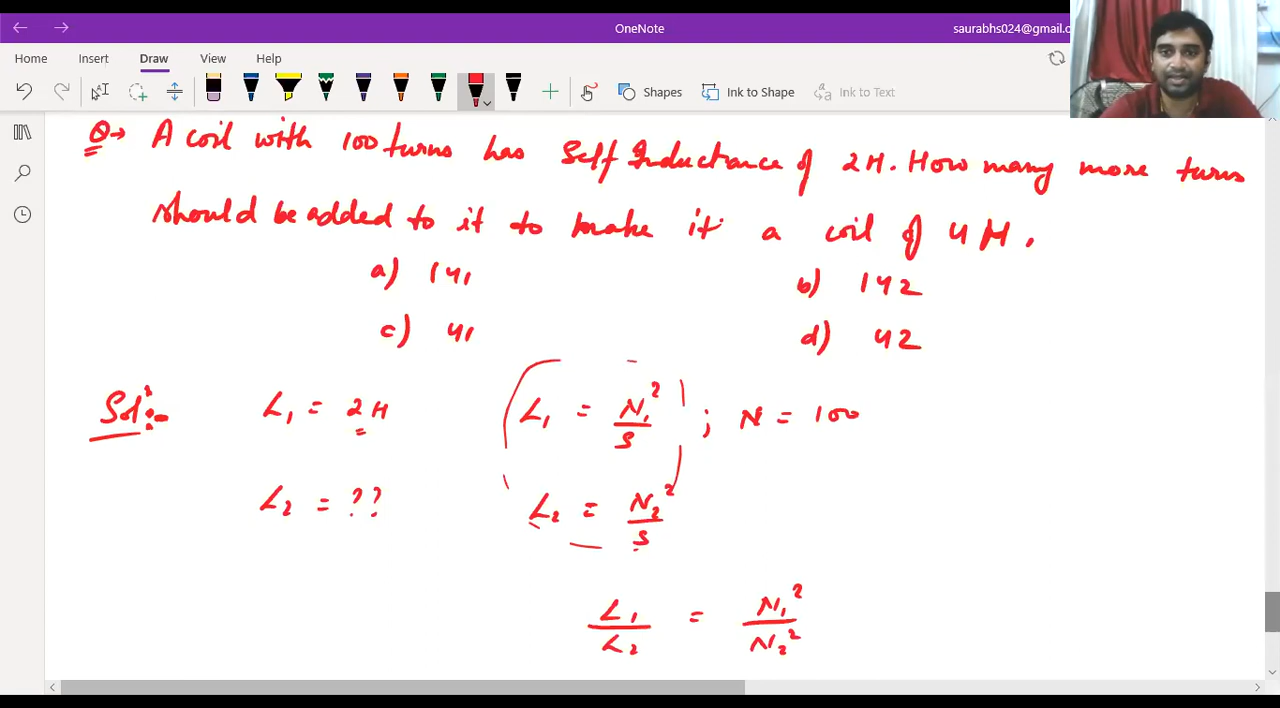 OneNote
saurabhs024@gmail.co
Home Insert Draw View Help
Shapes Ink to Shape Ink to Text
Q→ A coil with 100 turns has Self Inductance of 2H. How many more turns
should be added to it to make it a coil of 4H.
a) 141 b) 142
c) 41 d) 42
Sol:- L₁ = 2H L₁ = N₁²/S ; N = 100
L₂ = ?? L₂ = N₂²/S
L₁/L₂ = N₁²/N₂²